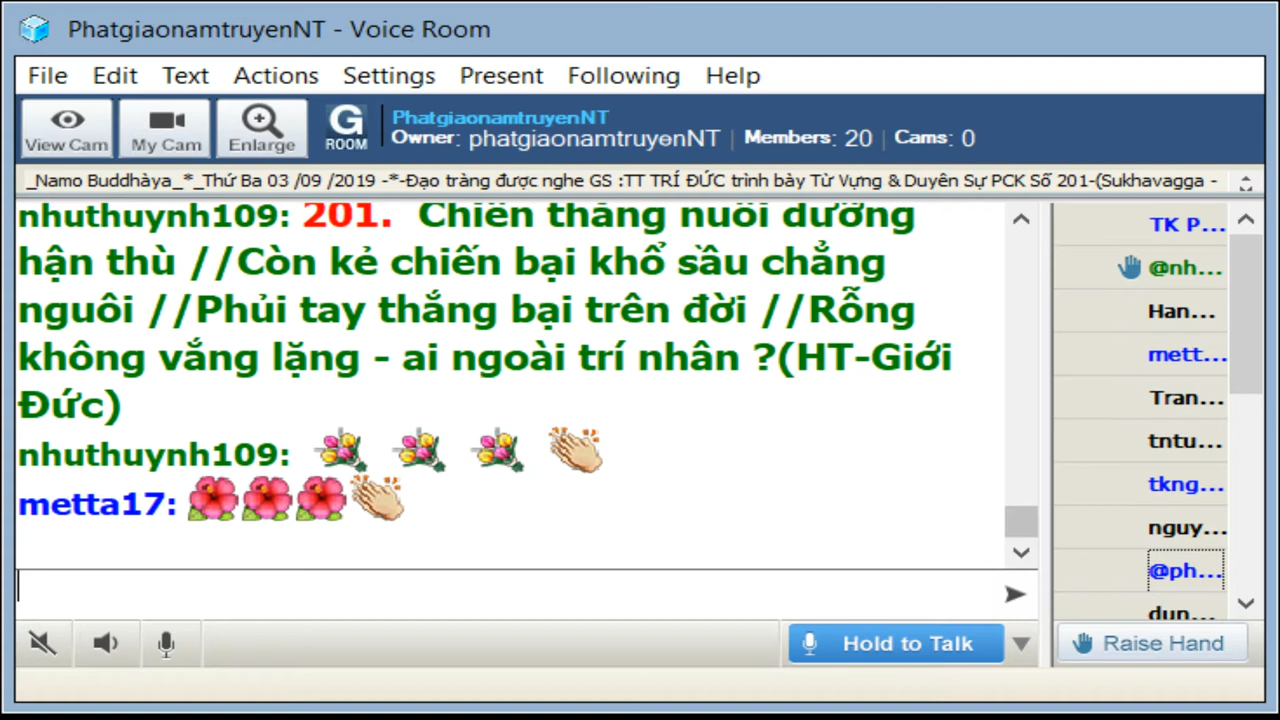 PhatgiaonamtruyenNT - Voice Room
File Edit Text Actions Settings Present Following Help
View Cam My Cam Enlarge G ROOM
PhatgiaonamtruyenNT
Owner: phatgiaonamtruyenNT | Members: 20 | Cams: 0
_Namo Buddhàya_*_Thứ Ba 03 /09 /2019 -*-Đạo tràng được nghe GS :TT TRÍ ĐỨC trình bày Từ Vựng & Duyên Sự PCK Số 201-(Sukhavagga -
nhuthuynh109: 201. Chiến thắng nuôi dưỡng
hận thù //Còn kẻ chiến bại khổ sầu chẳng
nguôi //Phủi tay thắng bại trên đời //Rỗng
không vắng lặng - ai ngoài trí nhân ?(HT-Giới
Đức)
nhuthuynh109:
metta17:
TK P...
@nh...
Han...
mett...
Tran...
tntu...
tkng...
nguy...
@ph...
dun...
Hold to Talk
Raise Hand